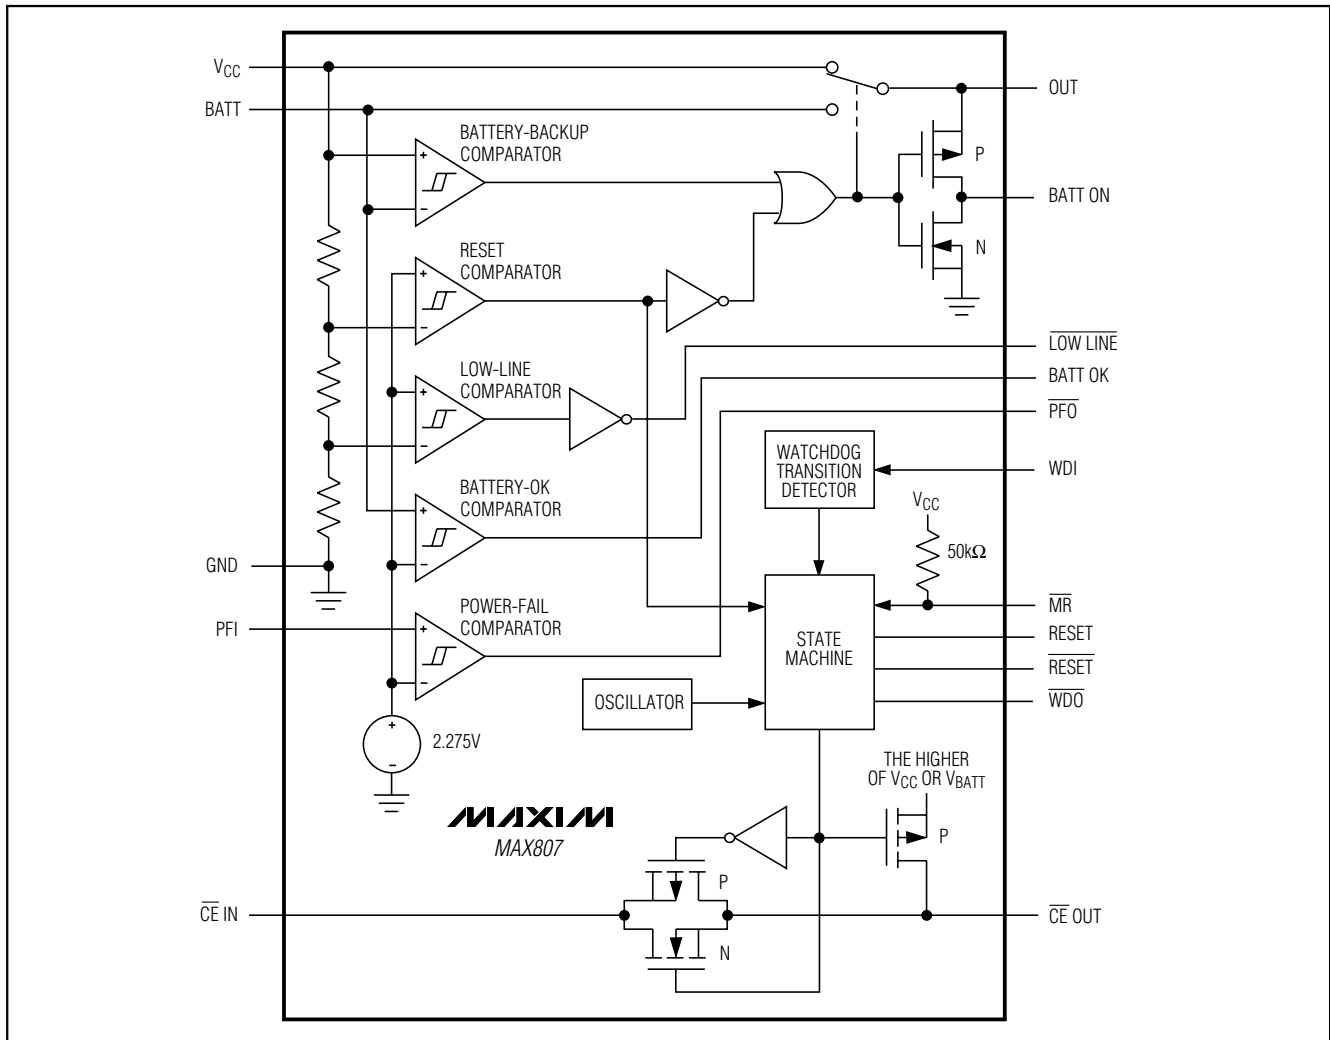 VCC
BATT
BATTERY-BACKUP
COMPARATOR
+
−
OUT
P
BATT ON
N
RESET
COMPARATOR
+
−
LOW LINE
LOW-LINE
COMPARATOR
+
−
BATT OK
PFO
WATCHDOG
TRANSITION
DETECTOR
WDI
BATTERY-OK
COMPARATOR
+
−
VCC
50kΩ
GND
POWER-FAIL
COMPARATOR
PFI
+
−
STATE
MACHINE
MR
RESET
RESET
WDO
OSCILLATOR
+
−
2.275V
THE HIGHER
OF VCC OR VBATT
MAXIM
MAX807
P
P
CE IN
CE OUT
N